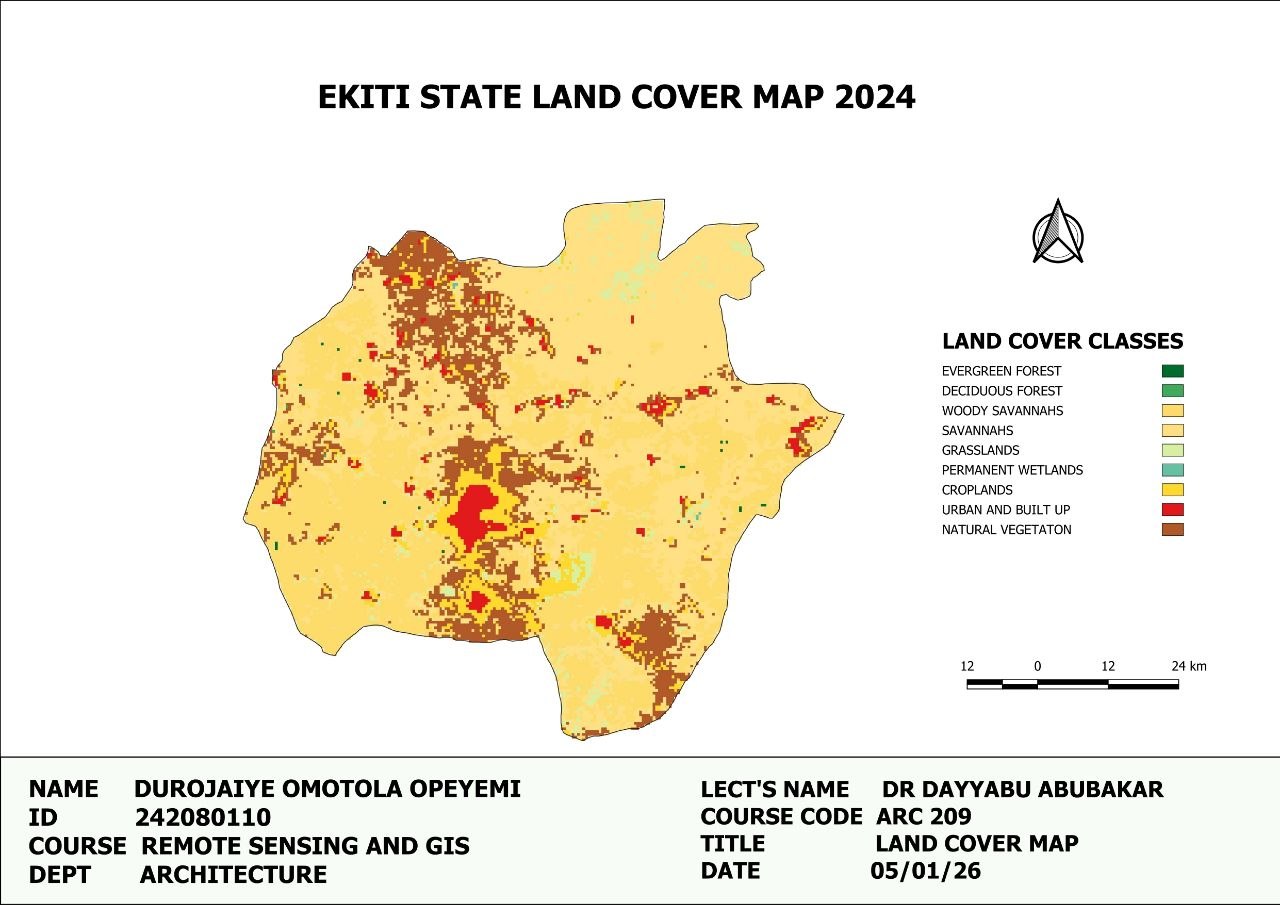 EKITI STATE LAND COVER MAP 2024
LAND COVER CLASSES
EVERGREEN FOREST
DECIDUOUS FOREST
WOODY SAVANNAHS
SAVANNAHS
GRASSLANDS
PERMANENT WETLANDS
CROPLANDS
URBAN AND BUILT UP
NATURAL VEGETATON
12 0 12 24 km
NAME DUROJAIYE OMOTOLA OPEYEMI
ID 242080110
COURSE REMOTE SENSING AND GIS
DEPT ARCHITECTURE
LECT'S NAME DR DAYYABU ABUBAKAR
COURSE CODE ARC 209
TITLE LAND COVER MAP
DATE 05/01/26